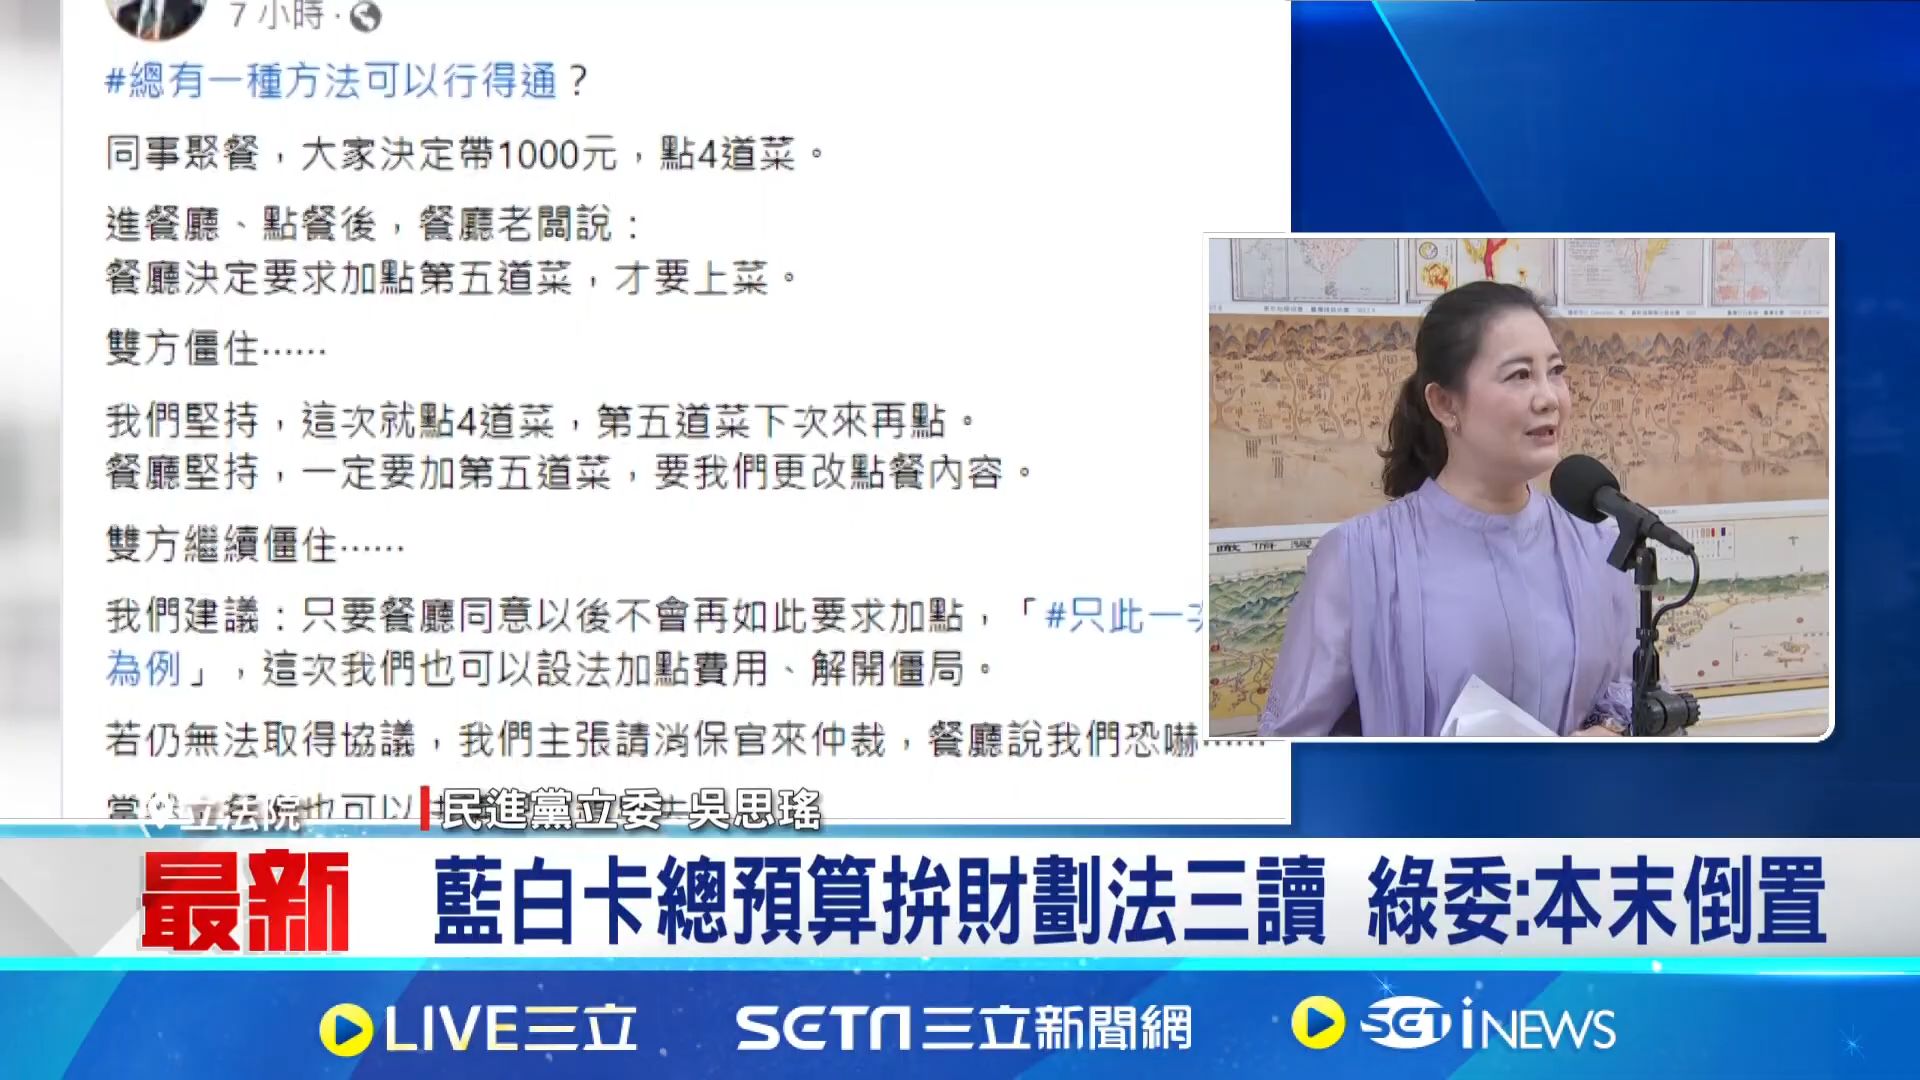 7 小時 ·
#總有一種方法可以行得通？
同事聚餐，大家決定帶1000元，點4道菜。
進餐廳、點餐後，餐廳老闆說：
餐廳決定要求加點第五道菜，才要上菜。
雙方僵住⋯⋯
我們堅持，這次就點4道菜，第五道菜下次來再點。
餐廳堅持，一定要加第五道菜，要我們更改點餐內容。
雙方繼續僵住⋯⋯
我們建議：只要餐廳同意以後不會再如此要求加點，「#只此一
為例」，這次我們也可以設法加點費用、解開僵局。
若仍無法取得協議，我們主張請消保官來仲裁，餐廳說我們恐嚇⋯⋯
也可以
立法院
民進黨立委 吳思瑤
最新
藍白卡總預算拚財劃法三讀 綠委:本末倒置
LIVE三立
SETN三立新聞網
SET iNEWS